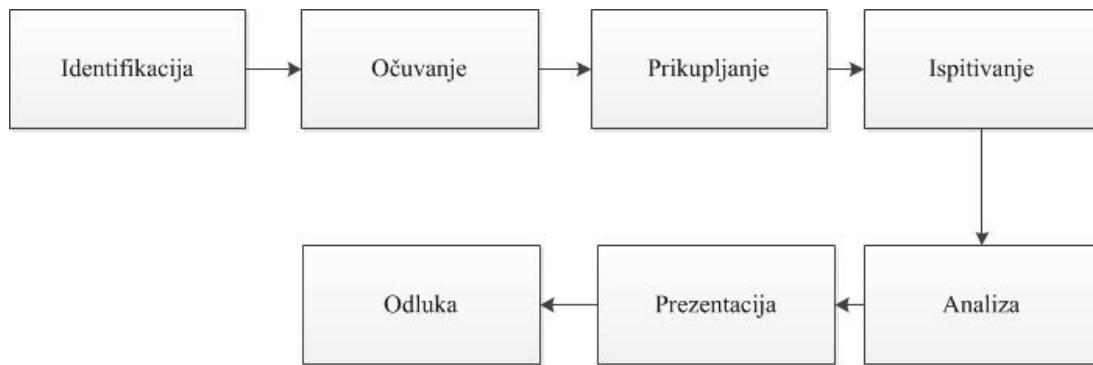 Identifikacija
Očuvanje
Prikupljanje
Ispitivanje
Analiza
Prezentacija
Odluka